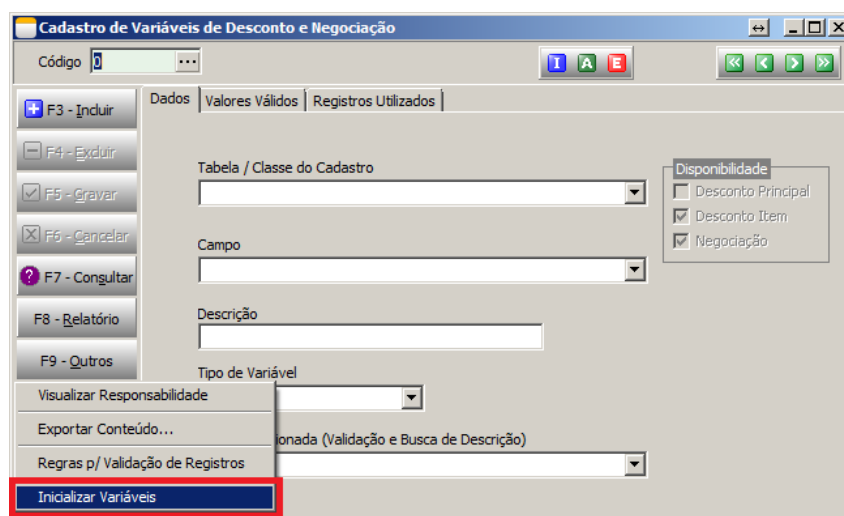 Cadastro de Variáveis de Desconto e Negociação
Código 0 ...
I A E
F3 - Incluir
F4 - Excluir
F5 - Gravar
F6 - Cancelar
F7 - Consultar
F8 - Relatório
F9 - Outros
Dados Valores Válidos Registros Utilizados
Tabela / Classe do Cadastro
Campo
Descrição
Tipo de Variável
ionada (Validação e Busca de Descrição)
Disponibilidade
Desconto Principal
Desconto Item
Negociação
Visualizar Responsabilidade
Exportar Conteúdo...
Regras p/ Validação de Registros
Inicializar Variáveis